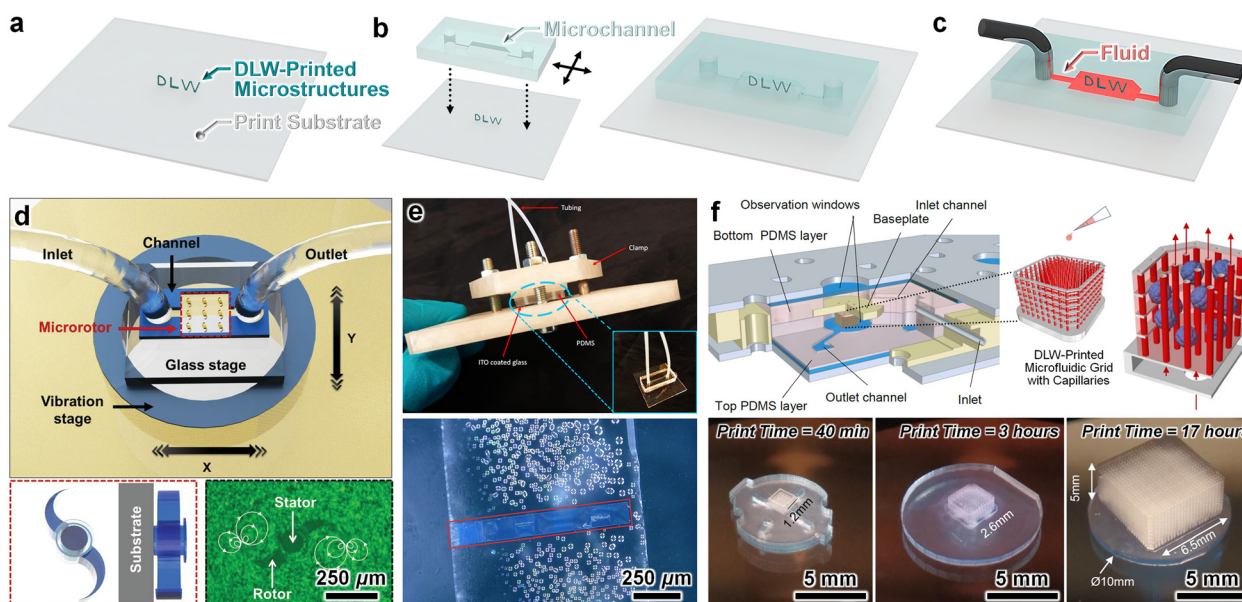 a
DLW
DLW-Printed
Microstructures
Print Substrate
b
Microchannel
DLW
DLW
c
Fluid
DLW
d
Inlet
Channel
Outlet
Microrotor
Glass stage
Vibration
stage
Y
X
Substrate
Stator
Rotor
250 µm
e
Tubing
Clamp
PDMS
ITO coated glass
250 µm
f
Observation windows
Inlet channel
Baseplate
Bottom PDMS layer
Top PDMS layer
Outlet channel
Inlet
DLW-Printed
Microfluidic Grid
with Capillaries
Print Time = 40 min
1.2mm
5 mm
Print Time = 3 hours
2.6mm
5 mm
Print Time = 17 hours
5mm
6.5mm
Ø10mm
5 mm